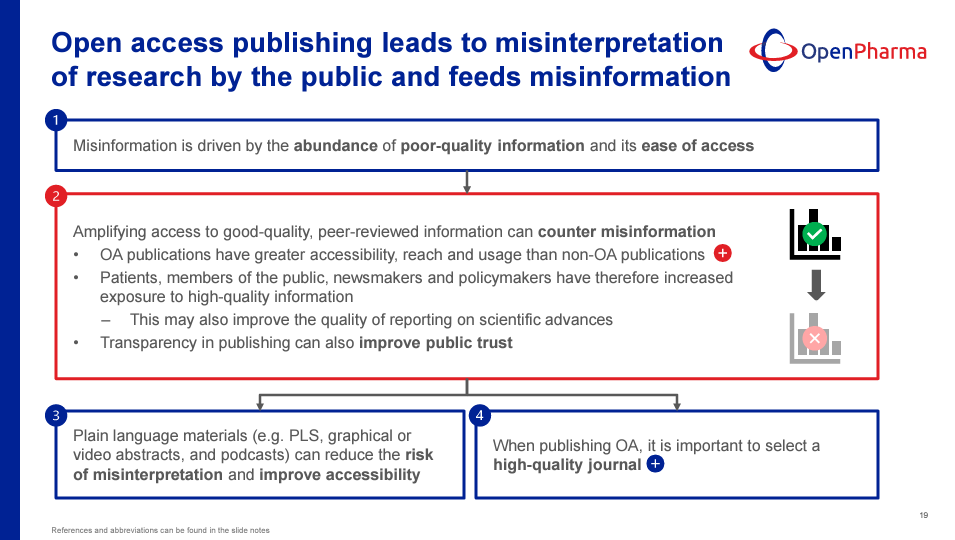 Open access publishing leads to misinterpretation
of research by the public and feeds misinformation
OpenPharma
1
Misinformation is driven by the abundance of poor-quality information and its ease of access
2
Amplifying access to good-quality, peer-reviewed information can counter misinformation
• OA publications have greater accessibility, reach and usage than non-OA publications +
• Patients, members of the public, newsmakers and policymakers have therefore increased
exposure to high-quality information
– This may also improve the quality of reporting on scientific advances
• Transparency in publishing can also improve public trust
3
Plain language materials (e.g. PLS, graphical or
video abstracts, and podcasts) can reduce the risk
of misinterpretation and improve accessibility
4
When publishing OA, it is important to select a
high-quality journal +
19
References and abbreviations can be found in the slide notes